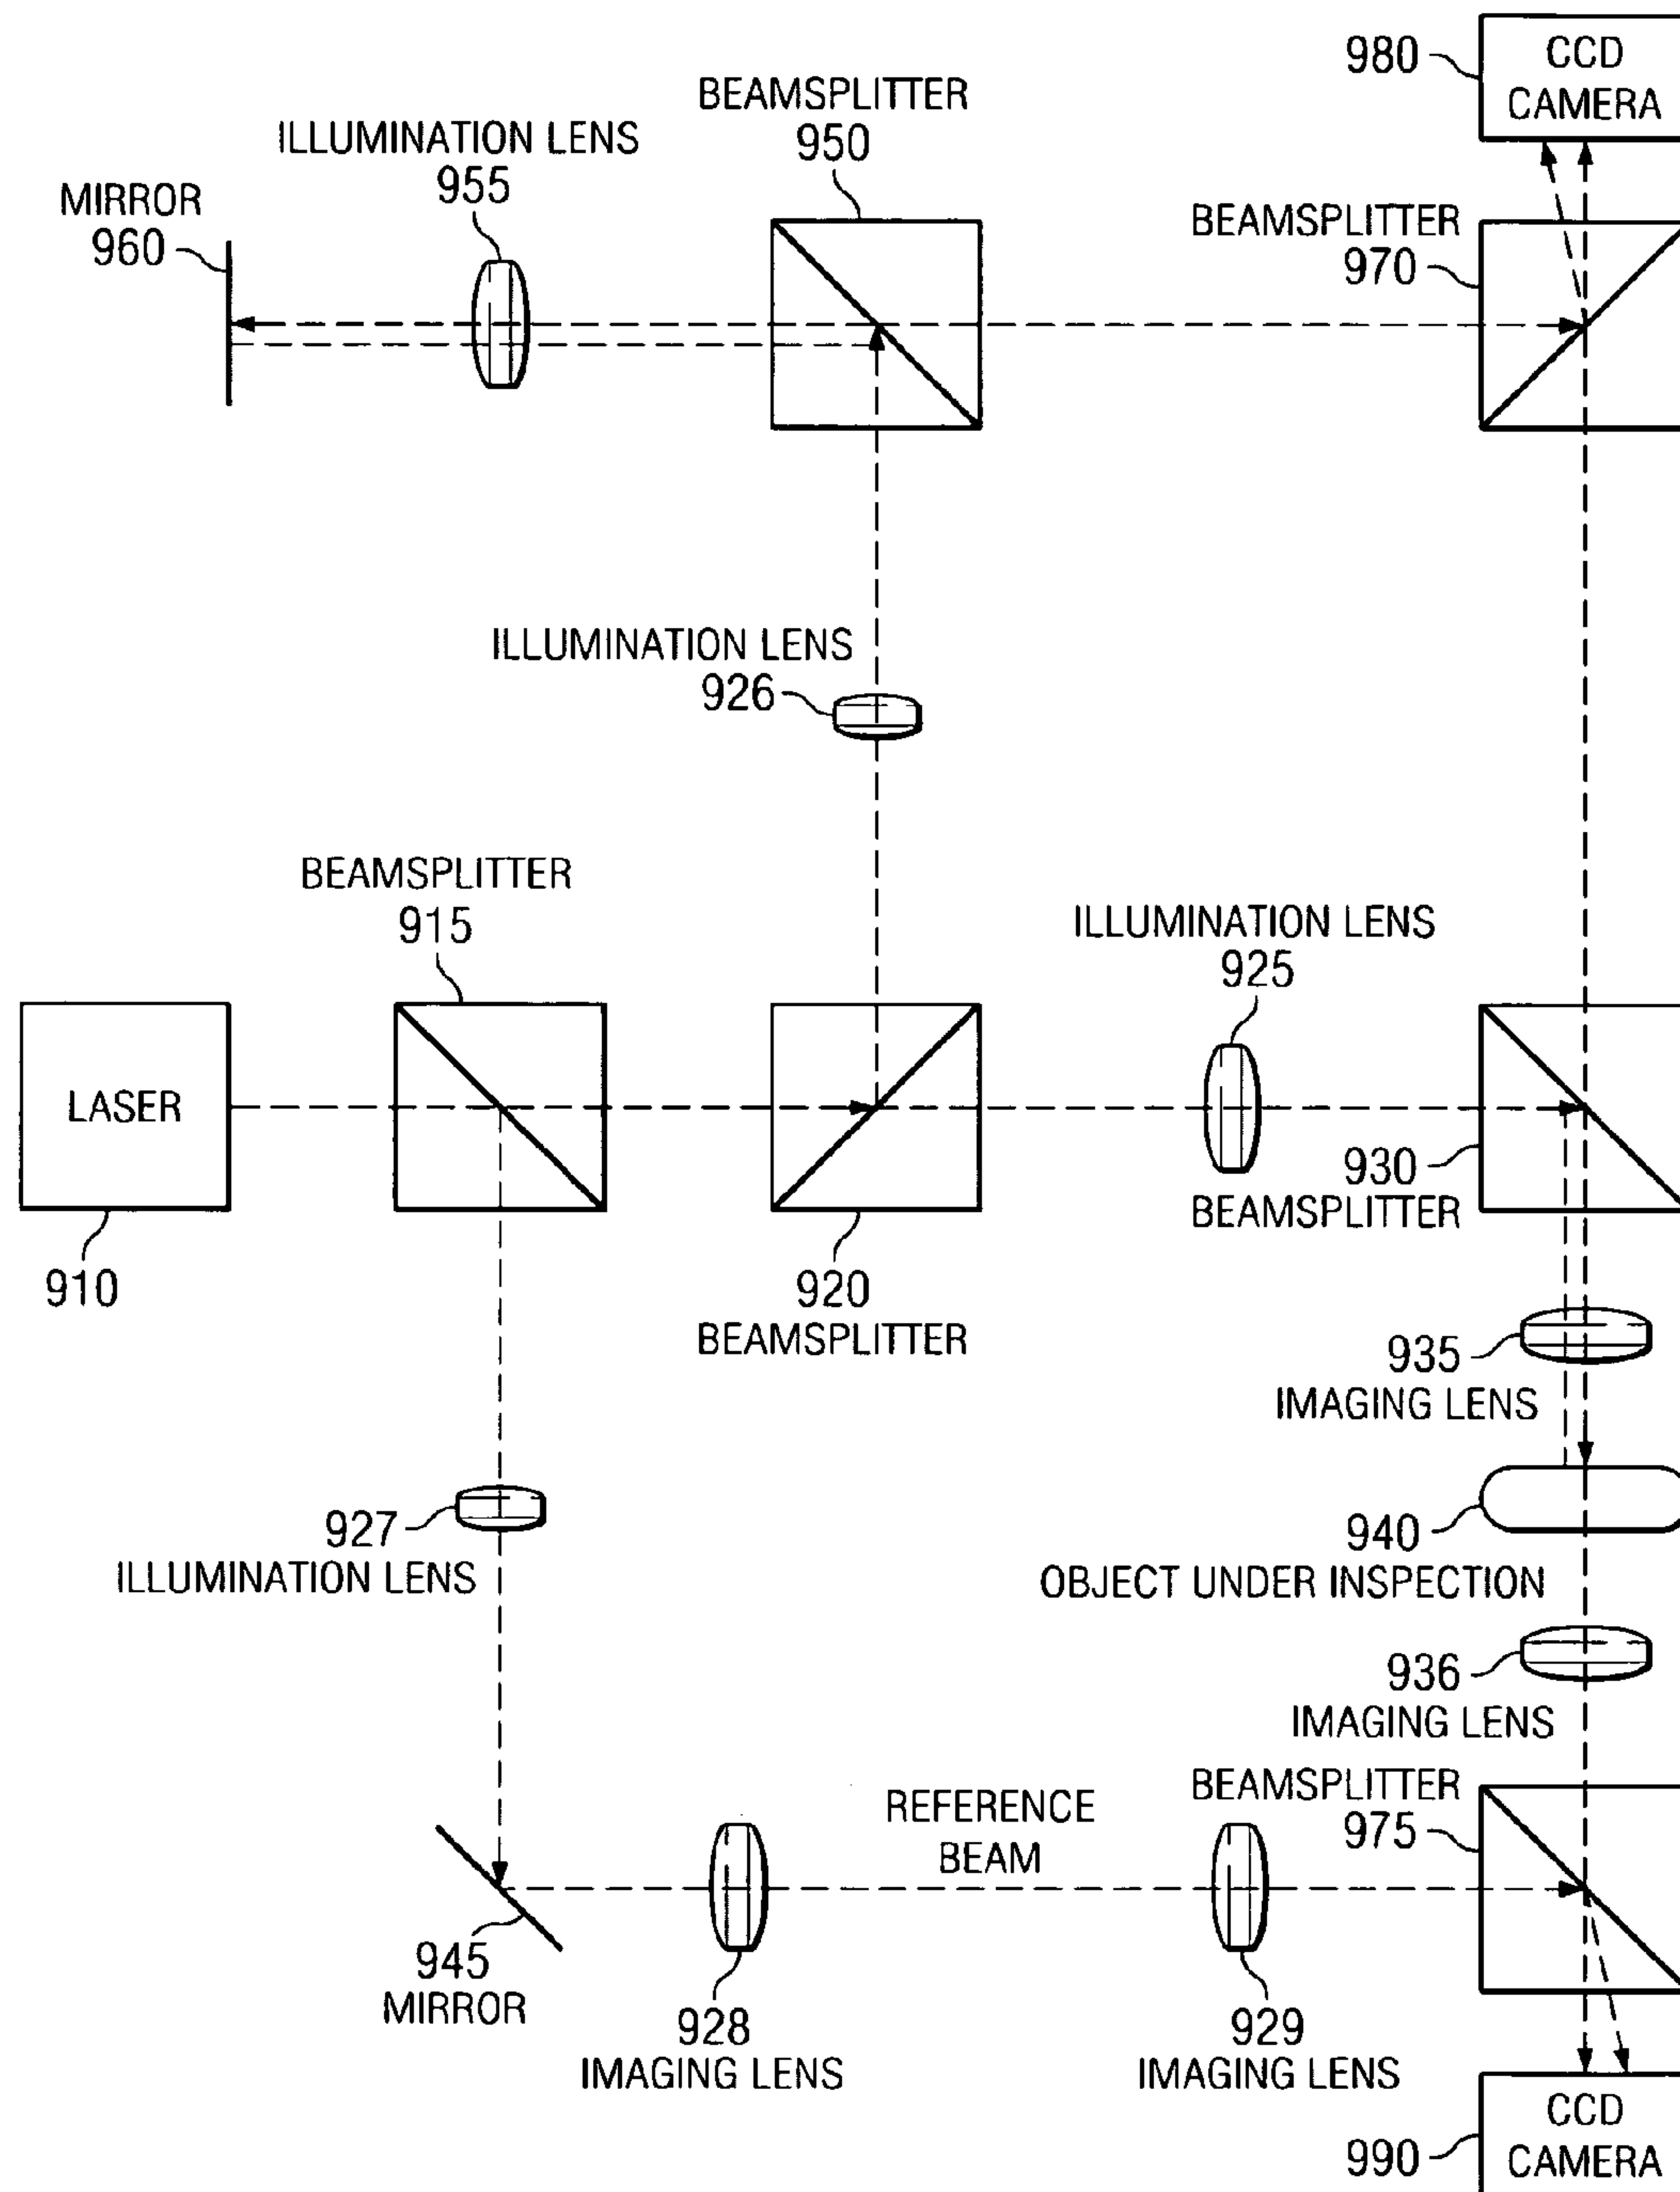 980
CCD
CAMERA
BEAMSPLITTER
950
ILLUMINATION LENS
955
MIRROR
960
BEAMSPLITTER
970
ILLUMINATION LENS
926
BEAMSPLITTER
915
ILLUMINATION LENS
925
LASER
910
920
BEAMSPLITTER
930
BEAMSPLITTER
935
IMAGING LENS
927
ILLUMINATION LENS
940
OBJECT UNDER INSPECTION
936
IMAGING LENS
REFERENCE
BEAM
BEAMSPLITTER
975
945
MIRROR
928
IMAGING LENS
929
IMAGING LENS
990
CCD
CAMERA